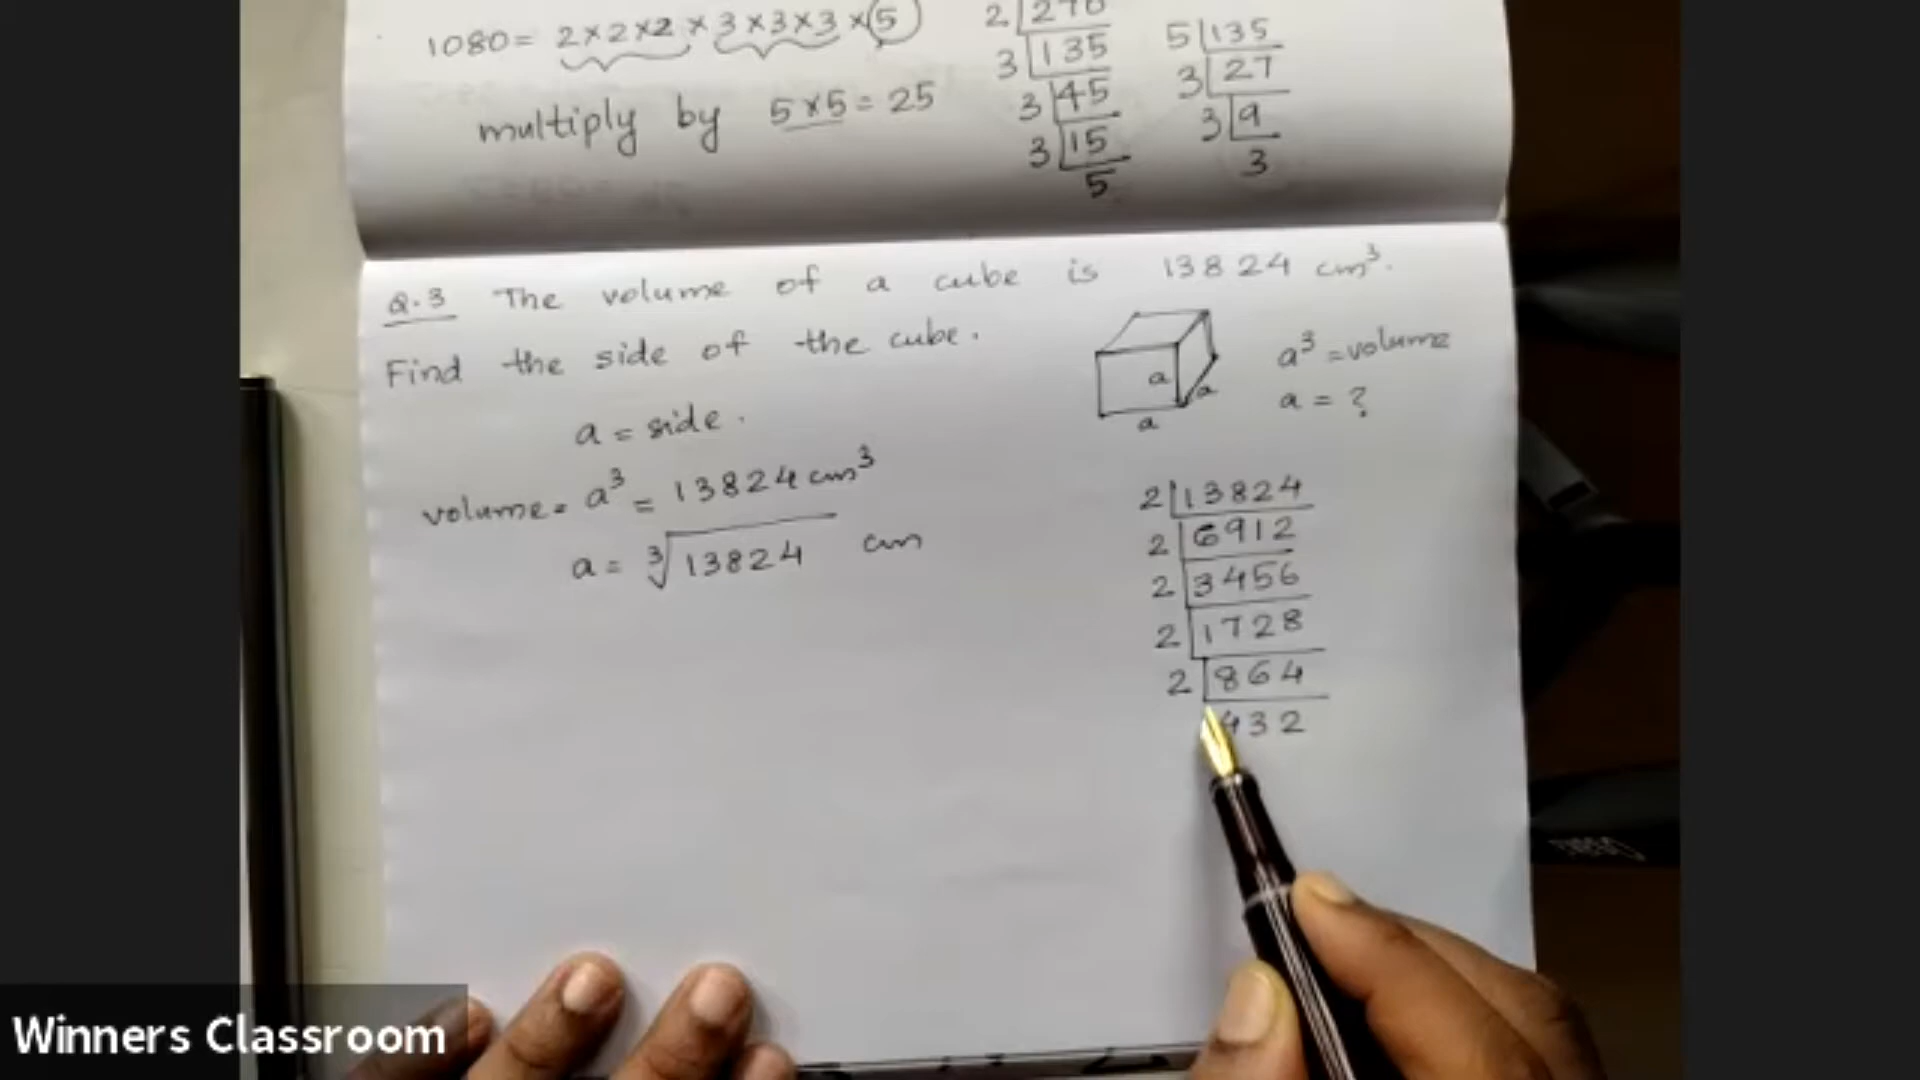 1080= 2×2×2 × 3×3×3 ×5
multiply by 5×5= 25
2 270
3 135
3 45
3 15
5
5 135
3 27
3 9
3
Q.3 The volume of a cube is 13824 cm³.
Find the side of the cube.
a a a
a³ = volume
a = ?
a = side.
volume = a³ = 13824 cm³
a = ³√13824 cm
2 13824
2 6912
2 3456
2 1728
2 864
432
Winners Classroom